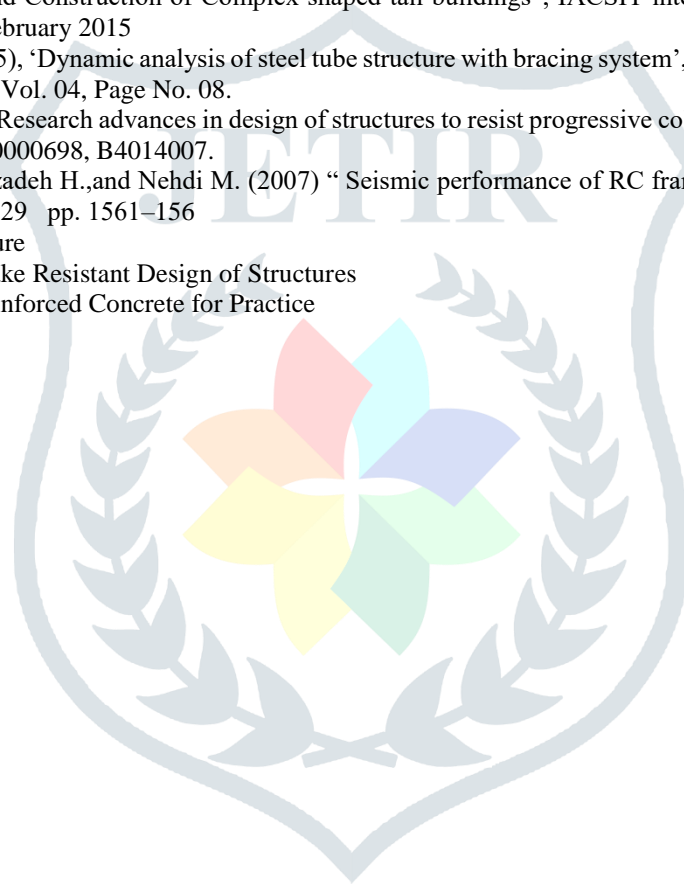 nd Construction of Complex-shaped tall buildings", IACSIT Inte
ebruary 2015
5), ‘Dynamic analysis of steel tube structure with bracing system’,
Vol. 04, Page No. 08.
Research advances in design of structures to resist progressive co
0000698, B4014007.
zadeh H.,and Nehdi M. (2007) “ Seismic performance of RC fran
29 pp. 1561–156
JETIR
ure
ke Resistant Design of Structures
nforced Concrete for Practice